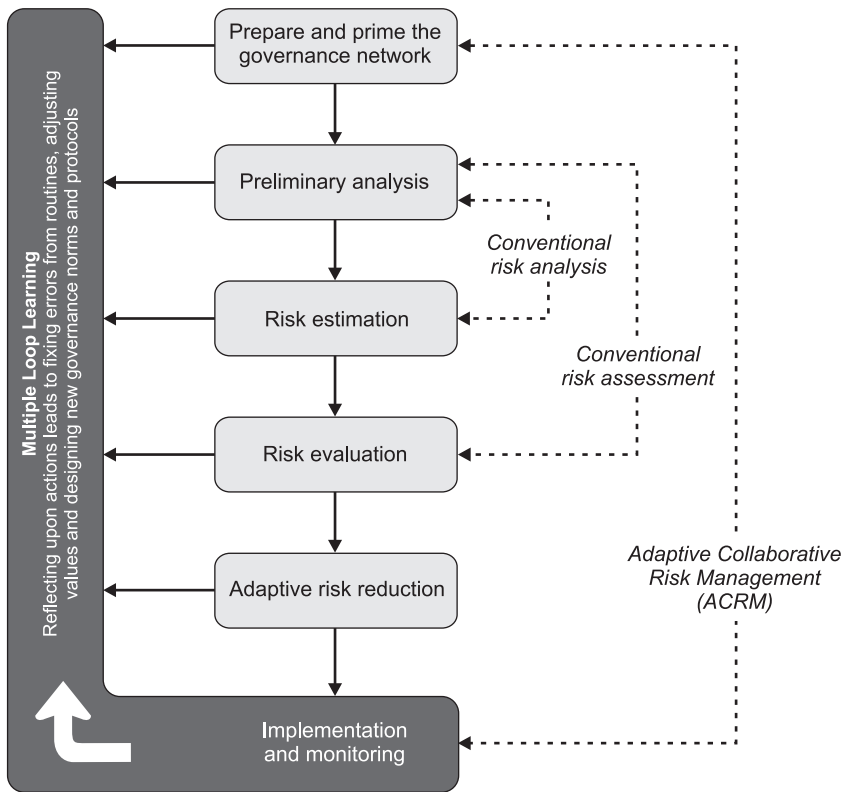 Prepare and prime the
governance network
Preliminary analysis
Conventional
risk analysis
Risk estimation
Conventional
risk assessment
Risk evaluation
Adaptive risk reduction
Adaptive Collaborative
Risk Management
(ACRM)
Implementation
and monitoring
Multiple Loop Learning
Reflecting upon actions leads to fixing errors from routines, adjusting
values and designing new governance norms and protocols